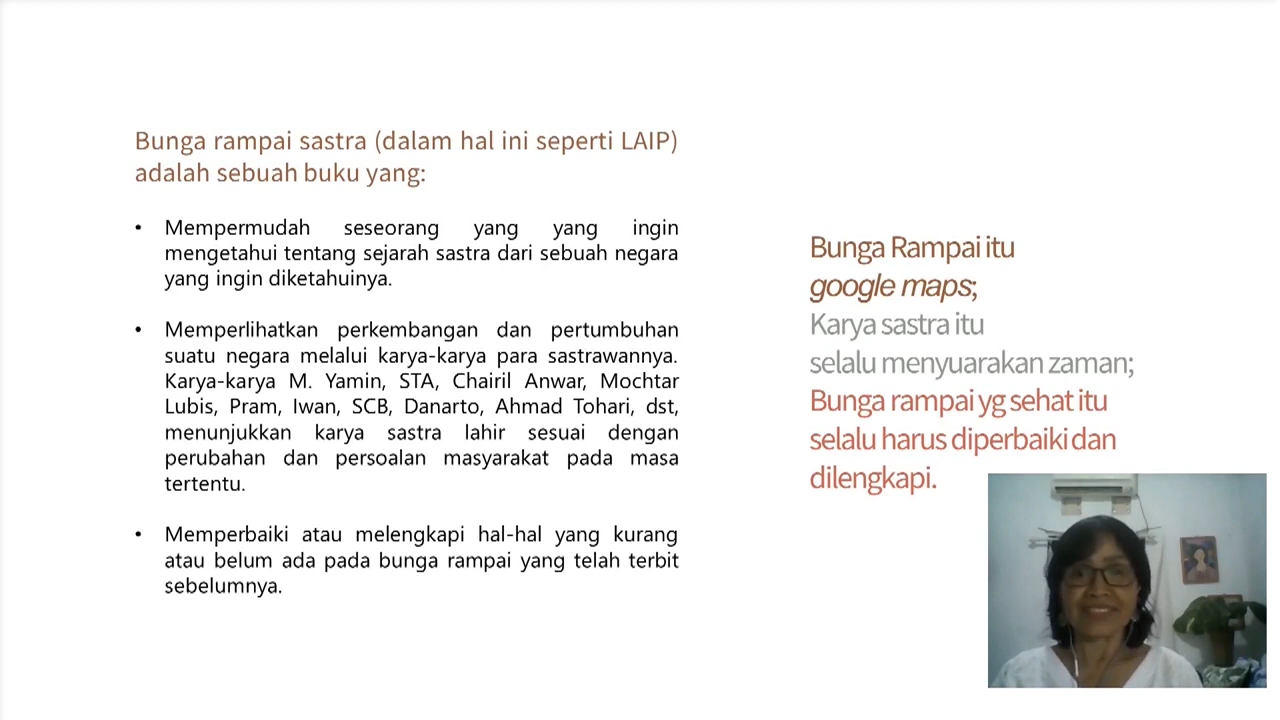 Bunga rampai sastra (dalam hal ini seperti LAIP)
adalah sebuah buku yang:
• Mempermudah seseorang yang yang ingin
mengetahui tentang sejarah sastra dari sebuah negara
yang ingin diketahuinya.
• Memperlihatkan perkembangan dan pertumbuhan
suatu negara melalui karya-karya para sastrawannya.
Karya-karya M. Yamin, STA, Chairil Anwar, Mochtar
Lubis, Pram, Iwan, SCB, Danarto, Ahmad Tohari, dst,
menunjukkan karya sastra lahir sesuai dengan
perubahan dan persoalan masyarakat pada masa
tertentu.
• Memperbaiki atau melengkapi hal-hal yang kurang
atau belum ada pada bunga rampai yang telah terbit
sebelumnya.
Bunga Rampai itu
google maps;
Karya sastra itu
selalu menyuarakan zaman;
Bunga rampai yg sehat itu
selalu harus diperbaiki dan
dilengkapi.